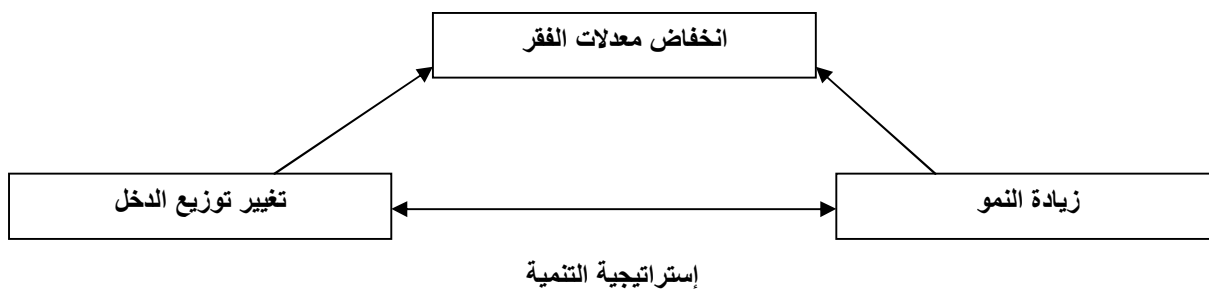 انخفاض معدلات الفقر
زيادة النمو
تغيير توزيع الدخل
إستراتيجية التنمية